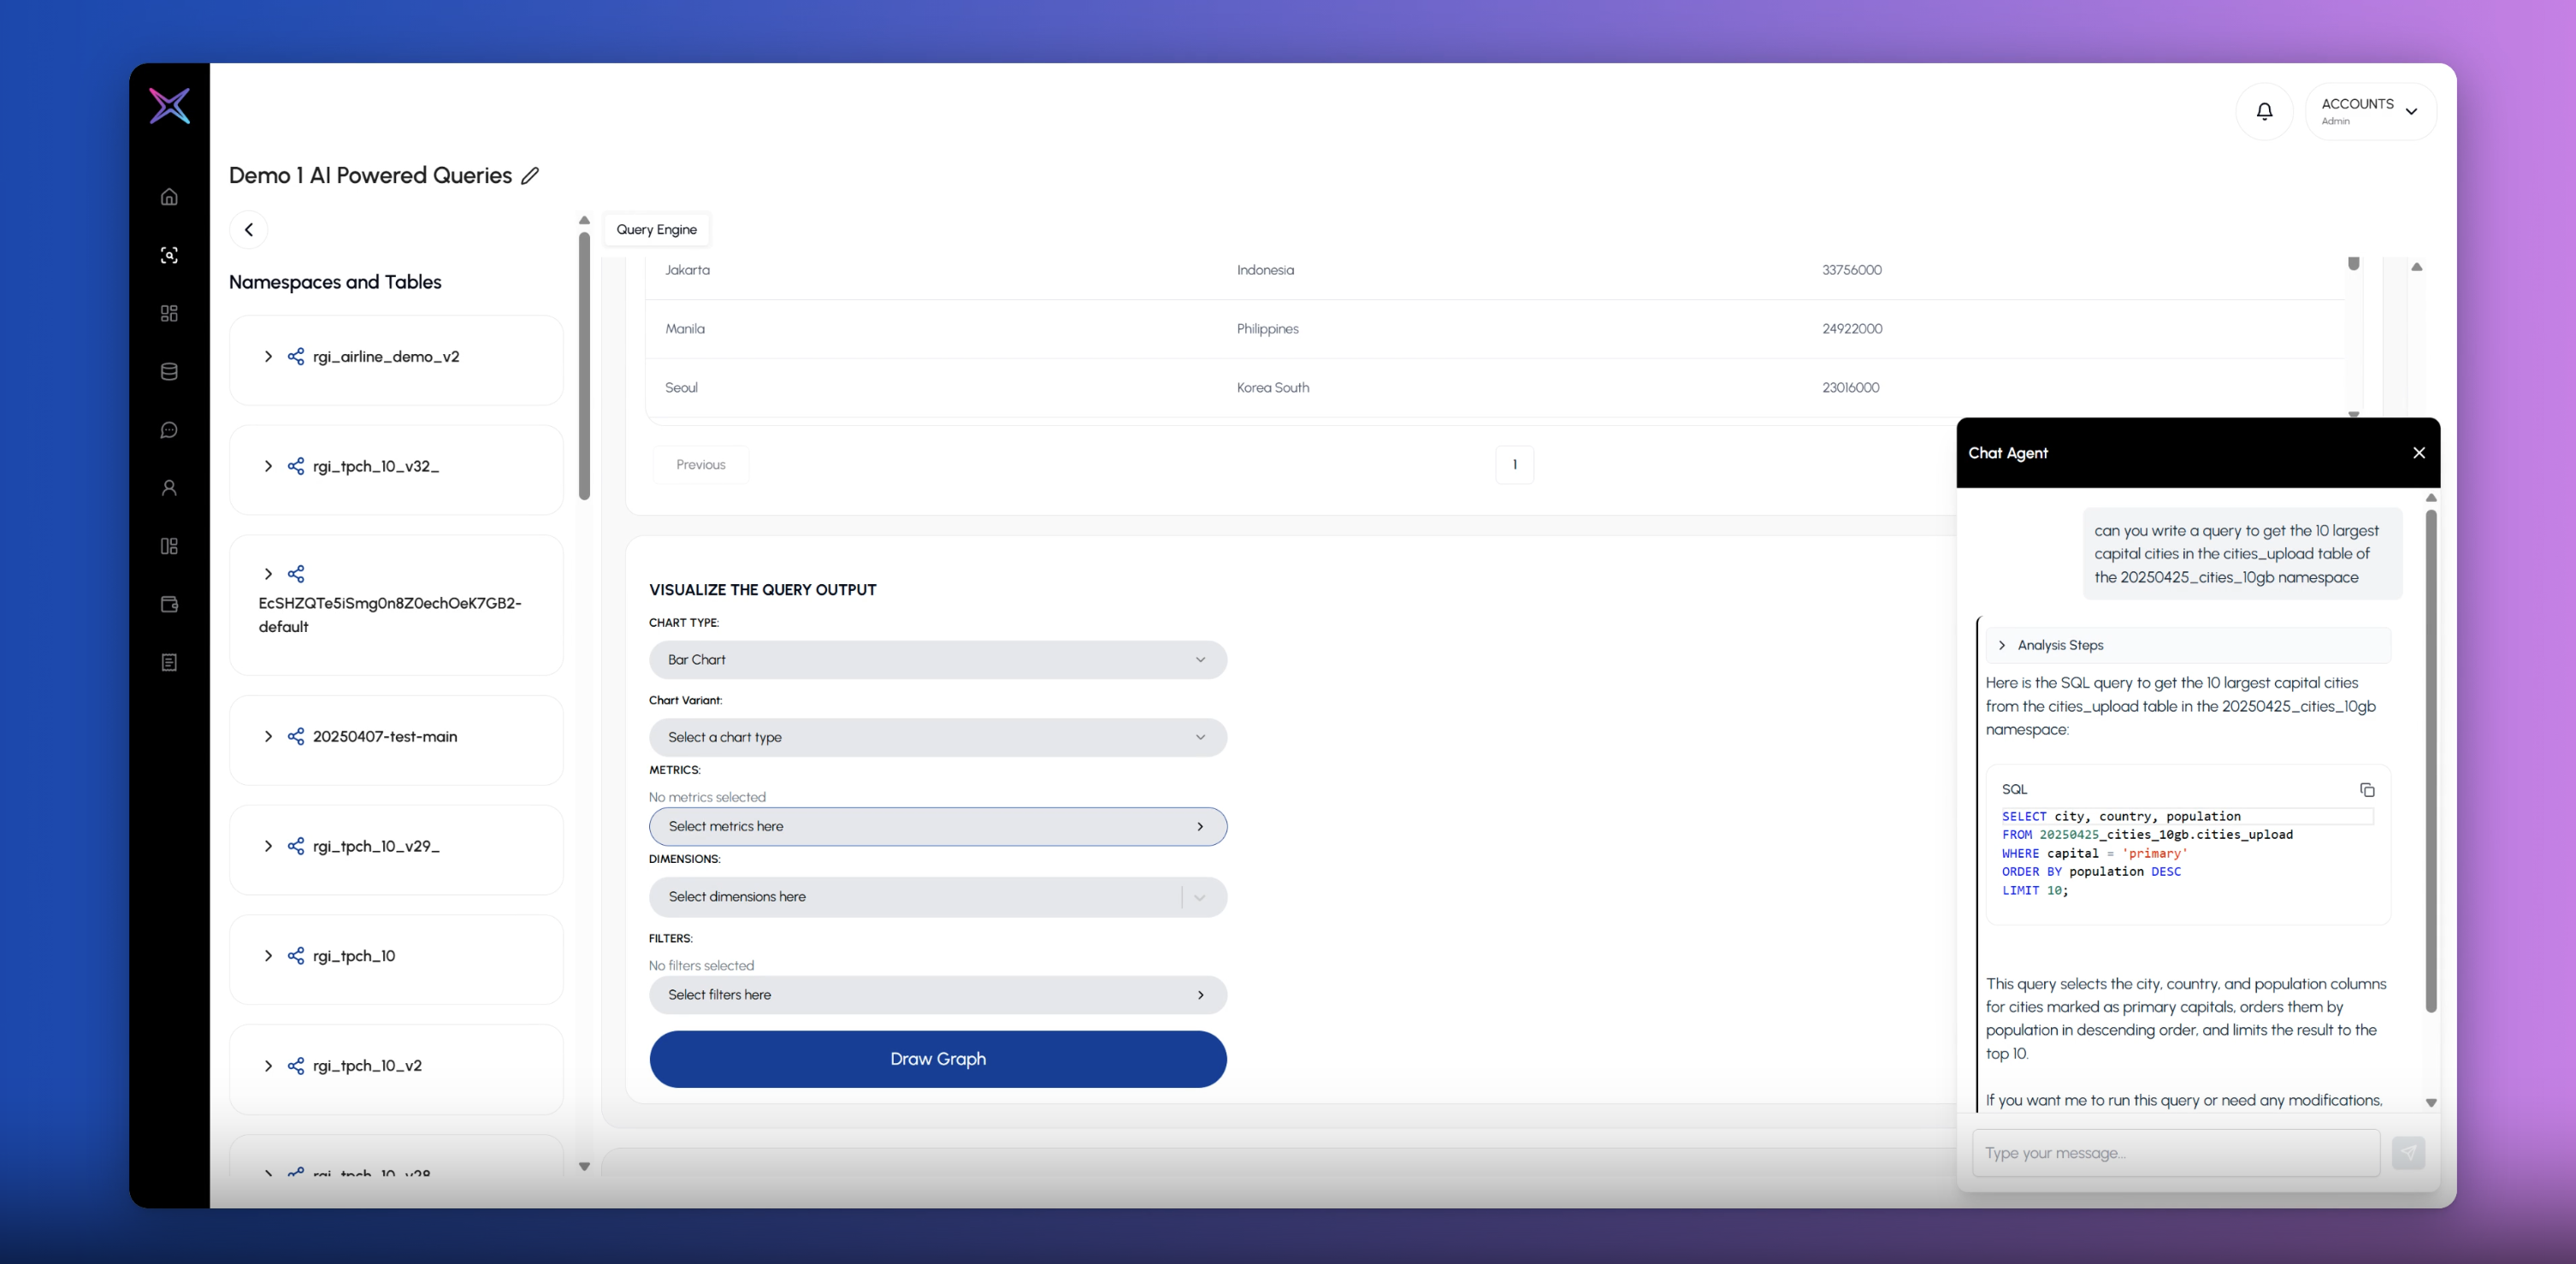 ACCOUNTS
Admin
Demo 1 AI Powered Queries
Namespaces and Tables
rgi_airline_demo_v2
rgi_tpch_10_v32_
EcSHZQTe5iSmg0n8Z0echOeK7GB2-
default
20250407-test-main
rgi_tpch_10_v29_
rgi_tpch_10
rgi_tpch_10_v2
rgi_tpch_10_v28
Query Engine
Jakarta Indonesia 33756000
Manila Philippines 24922000
Seoul Korea South 23016000
Previous 1
VISUALIZE THE QUERY OUTPUT
CHART TYPE:
Bar Chart
Chart Variant:
Select a chart type
METRICS:
No metrics selected
Select metrics here
DIMENSIONS:
Select dimensions here
FILTERS:
No filters selected
Select filters here
Draw Graph
Chat Agent
can you write a query to get the 10 largest
capital cities in the cities_upload table of
the 20250425_cities_10gb namespace
Analysis Steps
Here is the SQL query to get the 10 largest capital cities
from the cities_upload table in the 20250425_cities_10gb
namespace:
SQL
SELECT city, country, population
FROM 20250425_cities_10gb.cities_upload
WHERE capital = 'primary'
ORDER BY population DESC
LIMIT 10;
This query selects the city, country, and population columns
for cities marked as primary capitals, orders them by
population in descending order, and limits the result to the
top 10.
If you want me to run this query or need any modifications,
Type your message...